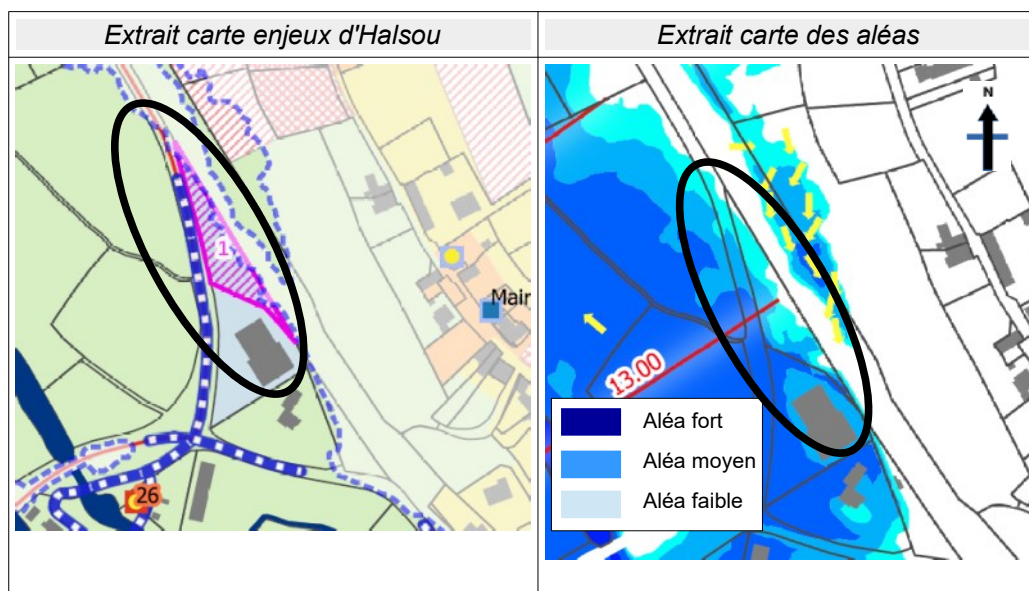 Extrait carte enjeux d'Halsou
Extrait carte des aléas
1
Mair
26
N
13.00
Aléa fort
Aléa moyen
Aléa faible